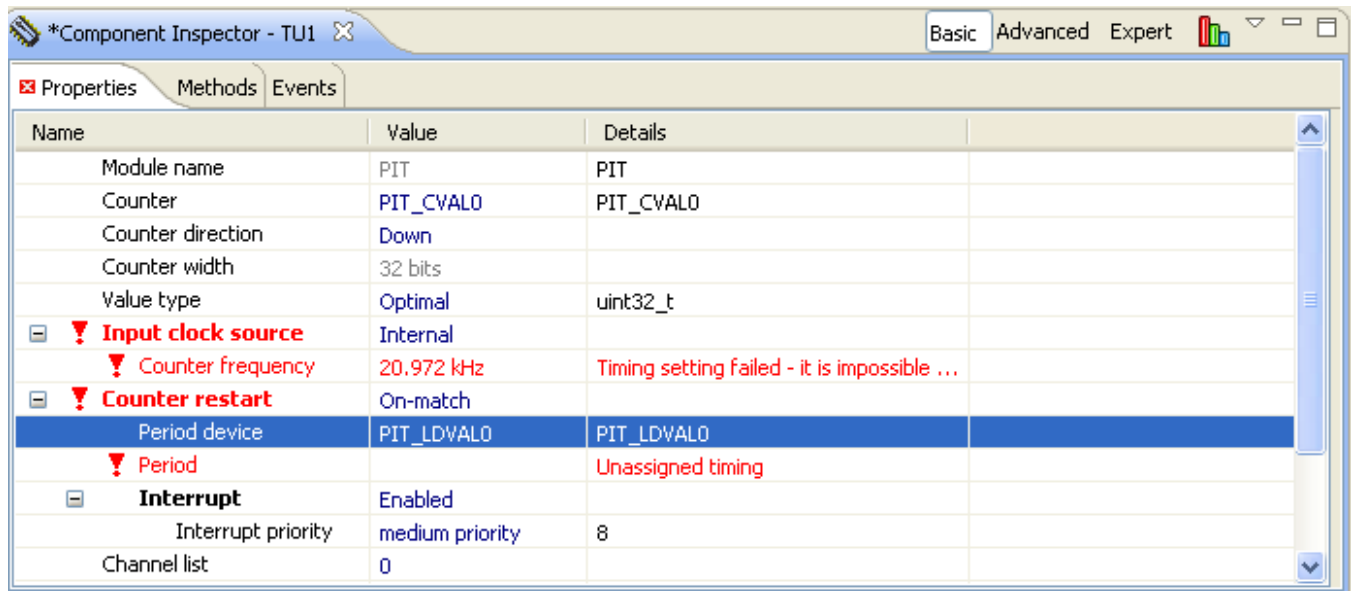 *Component Inspector - TU1 Basic Advanced Expert
Properties Methods Events
Name Value Details
Module name PIT PIT
Counter PIT_CVAL0 PIT_CVAL0
Counter direction Down
Counter width 32 bits
Value type Optimal uint32_t
Input clock source Internal
Counter frequency 20.972 kHz Timing setting failed - it is impossible ...
Counter restart On-match
Period device PIT_LDVAL0 PIT_LDVAL0
Period Unassigned timing
Interrupt Enabled
Interrupt priority medium priority 8
Channel list 0